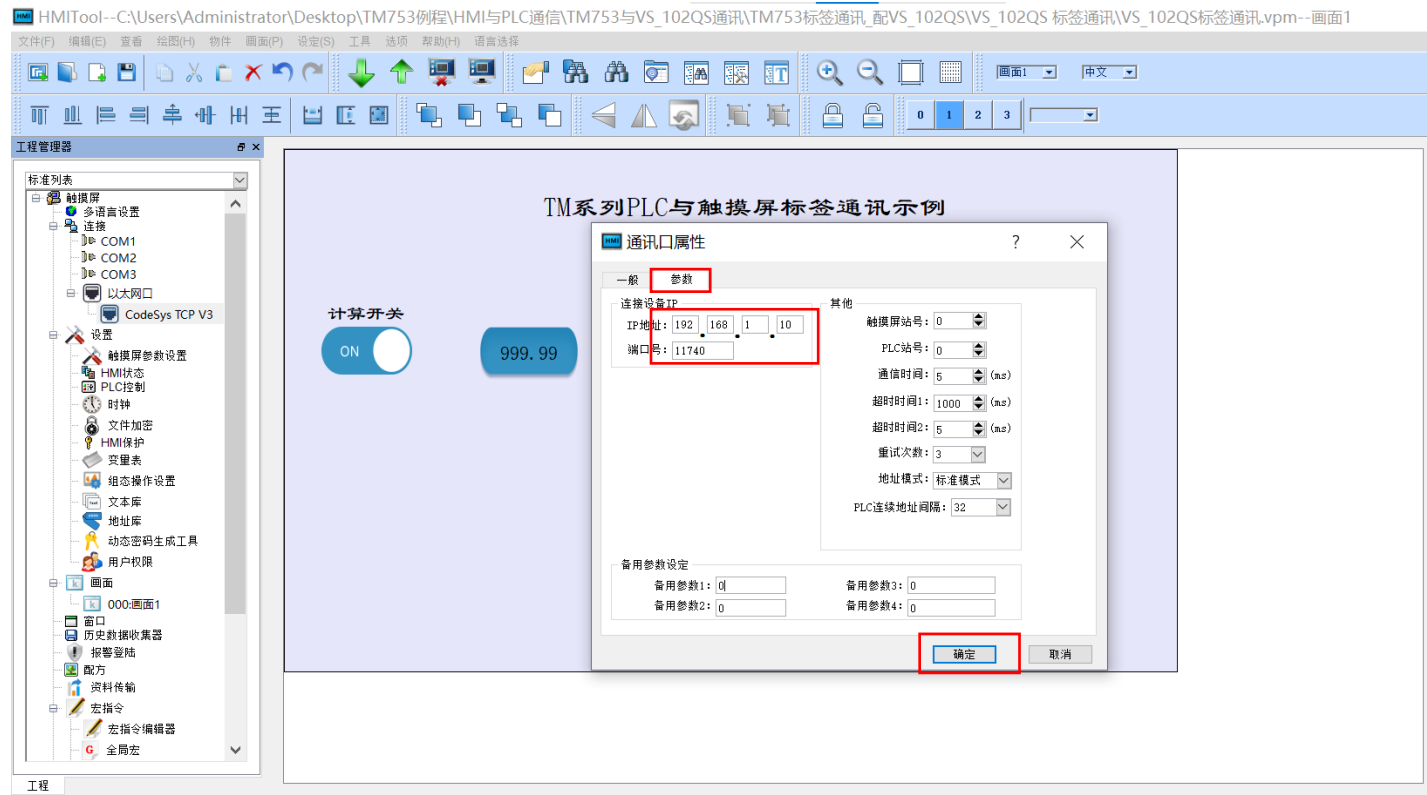 HMITool--C:\Users\Administrator\Desktop\TM753例程\HMI与PLC通信\TM753与VS_102QS通讯\TM753标签通讯_配VS_102QS\VS_102QS 标签通讯\VS_102QS标签通讯.vpm--画面1
文件(F) 编辑(E) 查看 绘图(H) 物件 画面(P) 设定(S) 工具 选项 帮助(H) 语言选择
画面1 中文
0 1 2 3
工程管理器
标准列表
触摸屏
多语言设置
连接
COM1
COM2
COM3
以太网口
CodeSys TCP V3
设置
触摸屏参数设置
HMI状态
PLC控制
时钟
文件加密
HMI保护
变量表
组态操作设置
文本库
地址库
动态密码生成工具
用户权限
画面
000:画面1
窗口
历史数据收集器
报警登陆
配方
资料传输
宏指令
宏指令编辑器
全局宏
工程
TM系列PLC与触摸屏标签通讯示例
计算开关
ON
999.99
通讯口属性
一般 参数
连接设备IP
IP地址: 192 . 168 . 1 . 10
端口号: 11740
其他
触摸屏站号: 0
PLC站号: 0
通信时间: 5 (ms)
超时时间1: 1000 (ms)
超时时间2: 5 (ms)
重试次数: 3
地址模式: 标准模式
PLC连续地址间隔: 32
备用参数设定
备用参数1: 0 备用参数3: 0
备用参数2: 0 备用参数4: 0
确定 取消